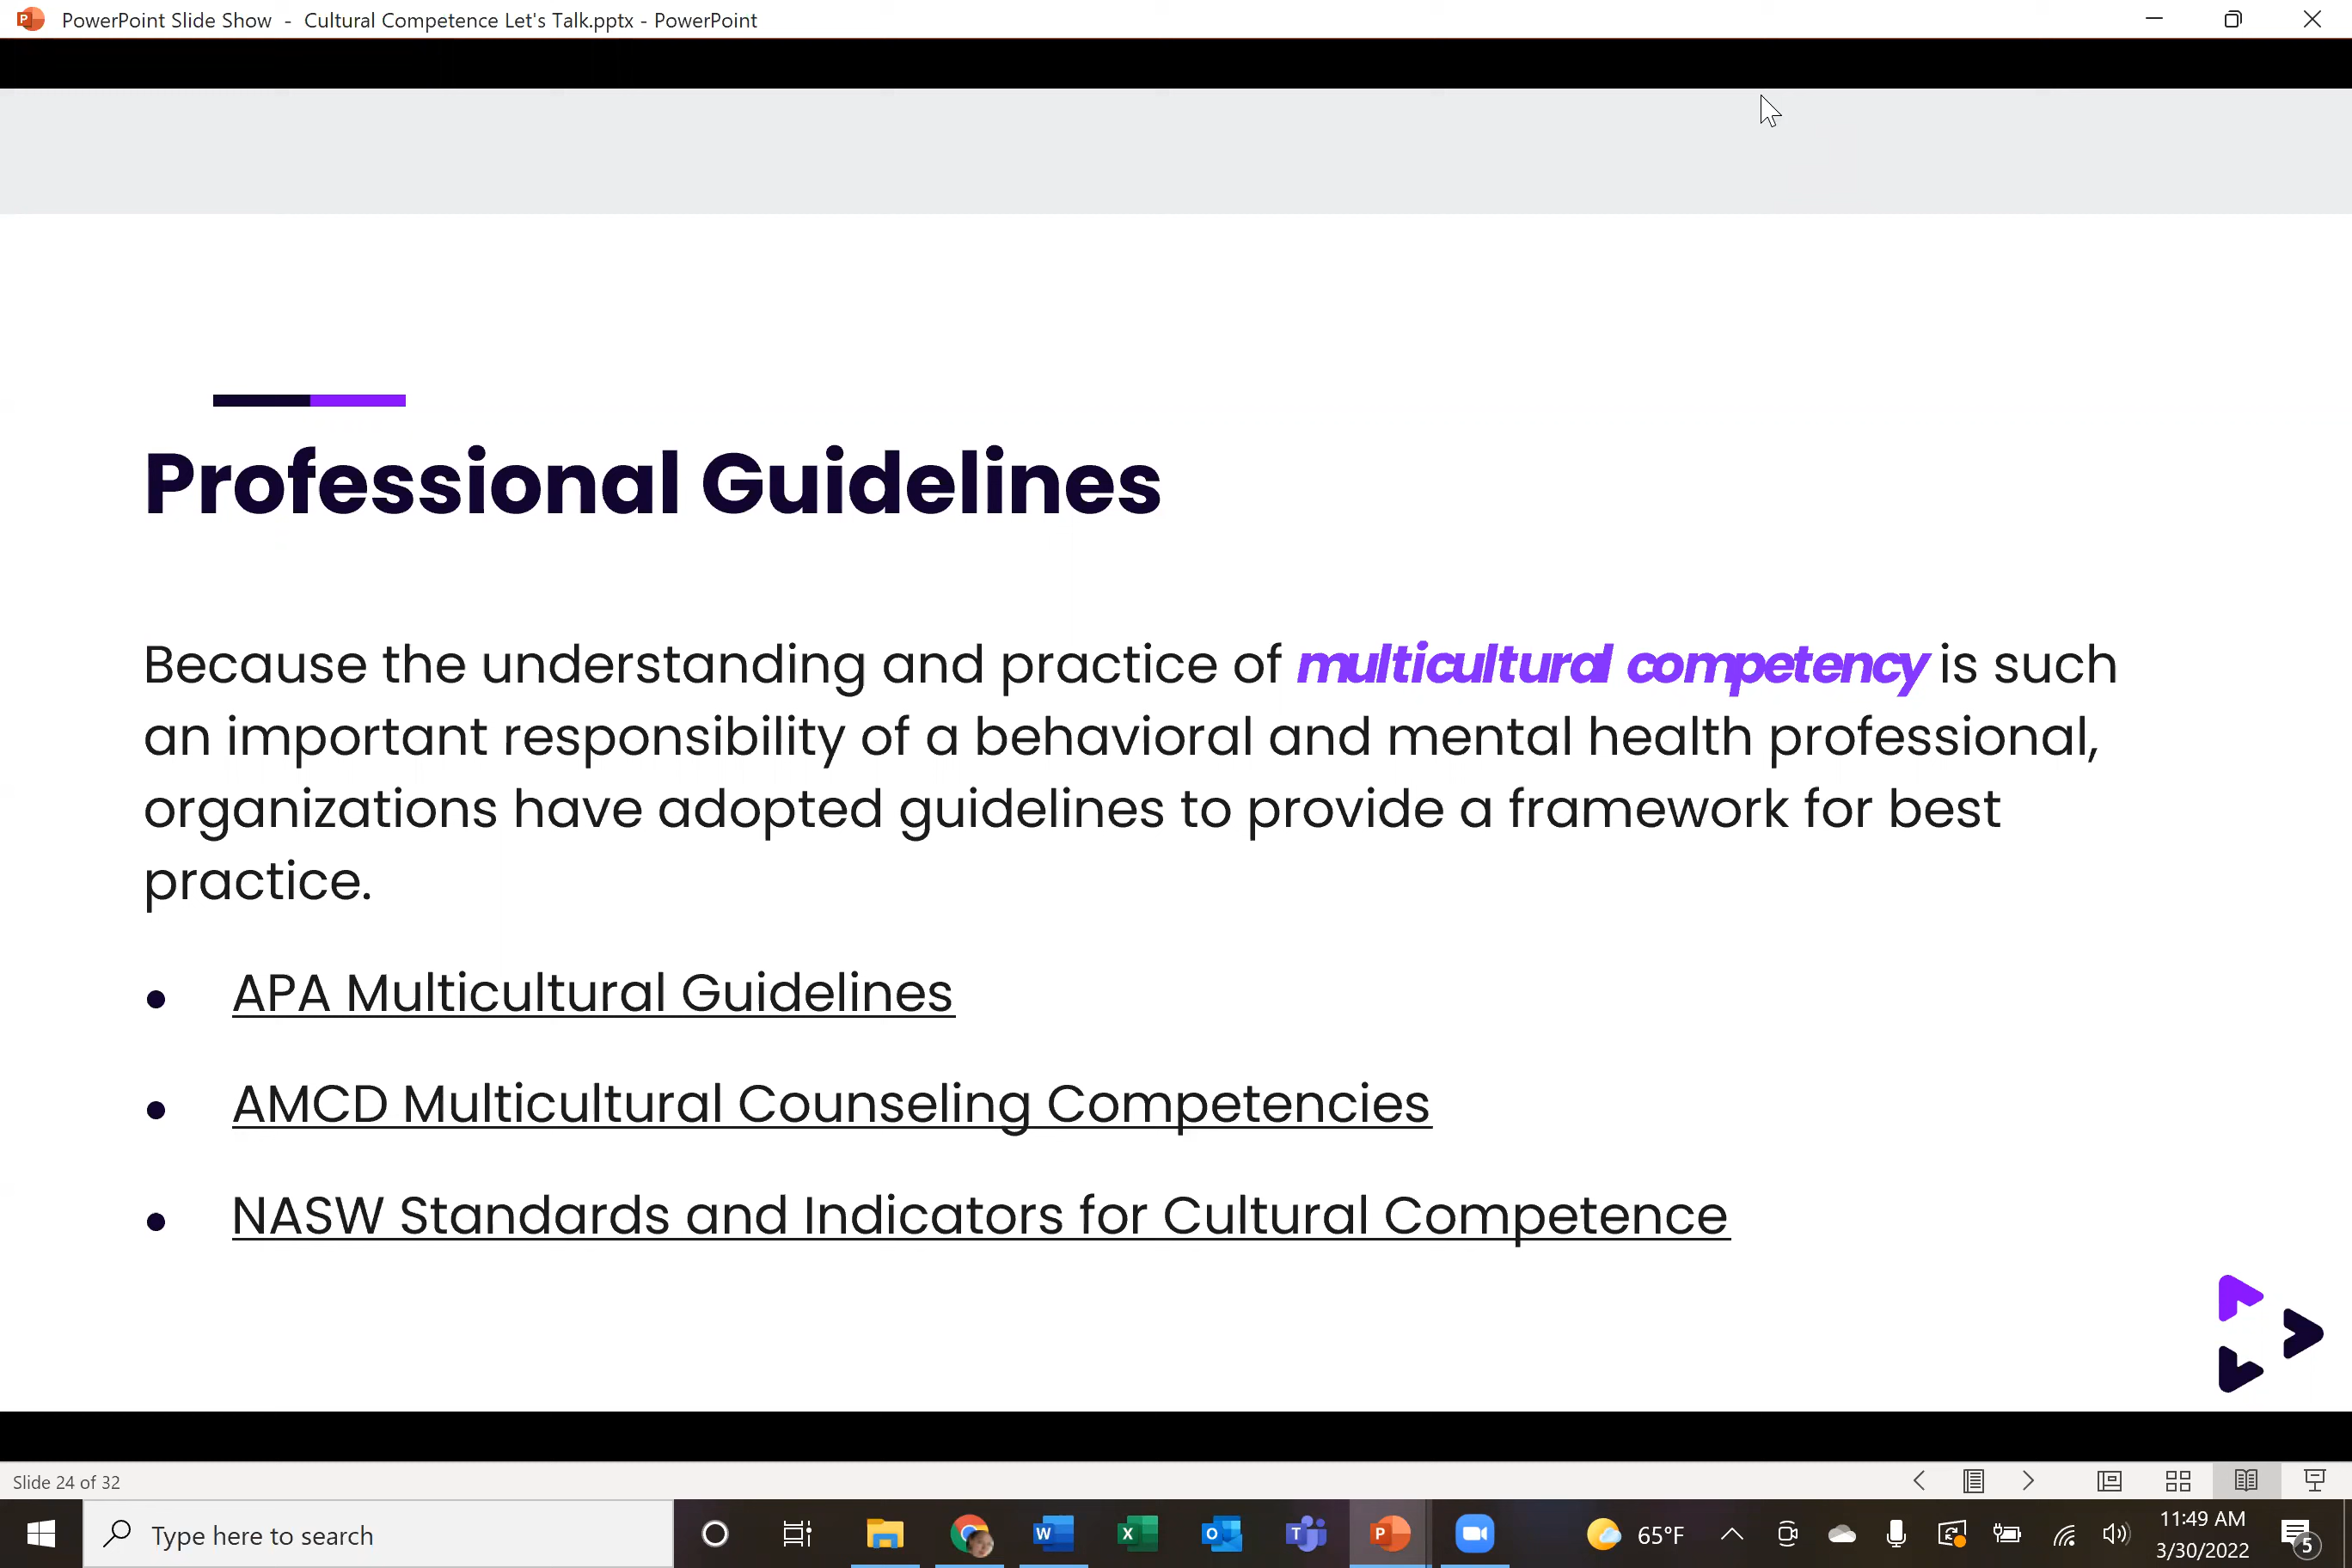 PowerPoint Slide Show - Cultural Competence Let's Talk.pptx - PowerPoint
Professional Guidelines
Because the understanding and practice of multicultural competency is such
an important responsibility of a behavioral and mental health professional,
organizations have adopted guidelines to provide a framework for best
practice.
• APA Multicultural Guidelines
• AMCD Multicultural Counseling Competencies
• NASW Standards and Indicators for Cultural Competence
Slide 24 of 32
Type here to search
65°F
11:49 AM
3/30/2022
5